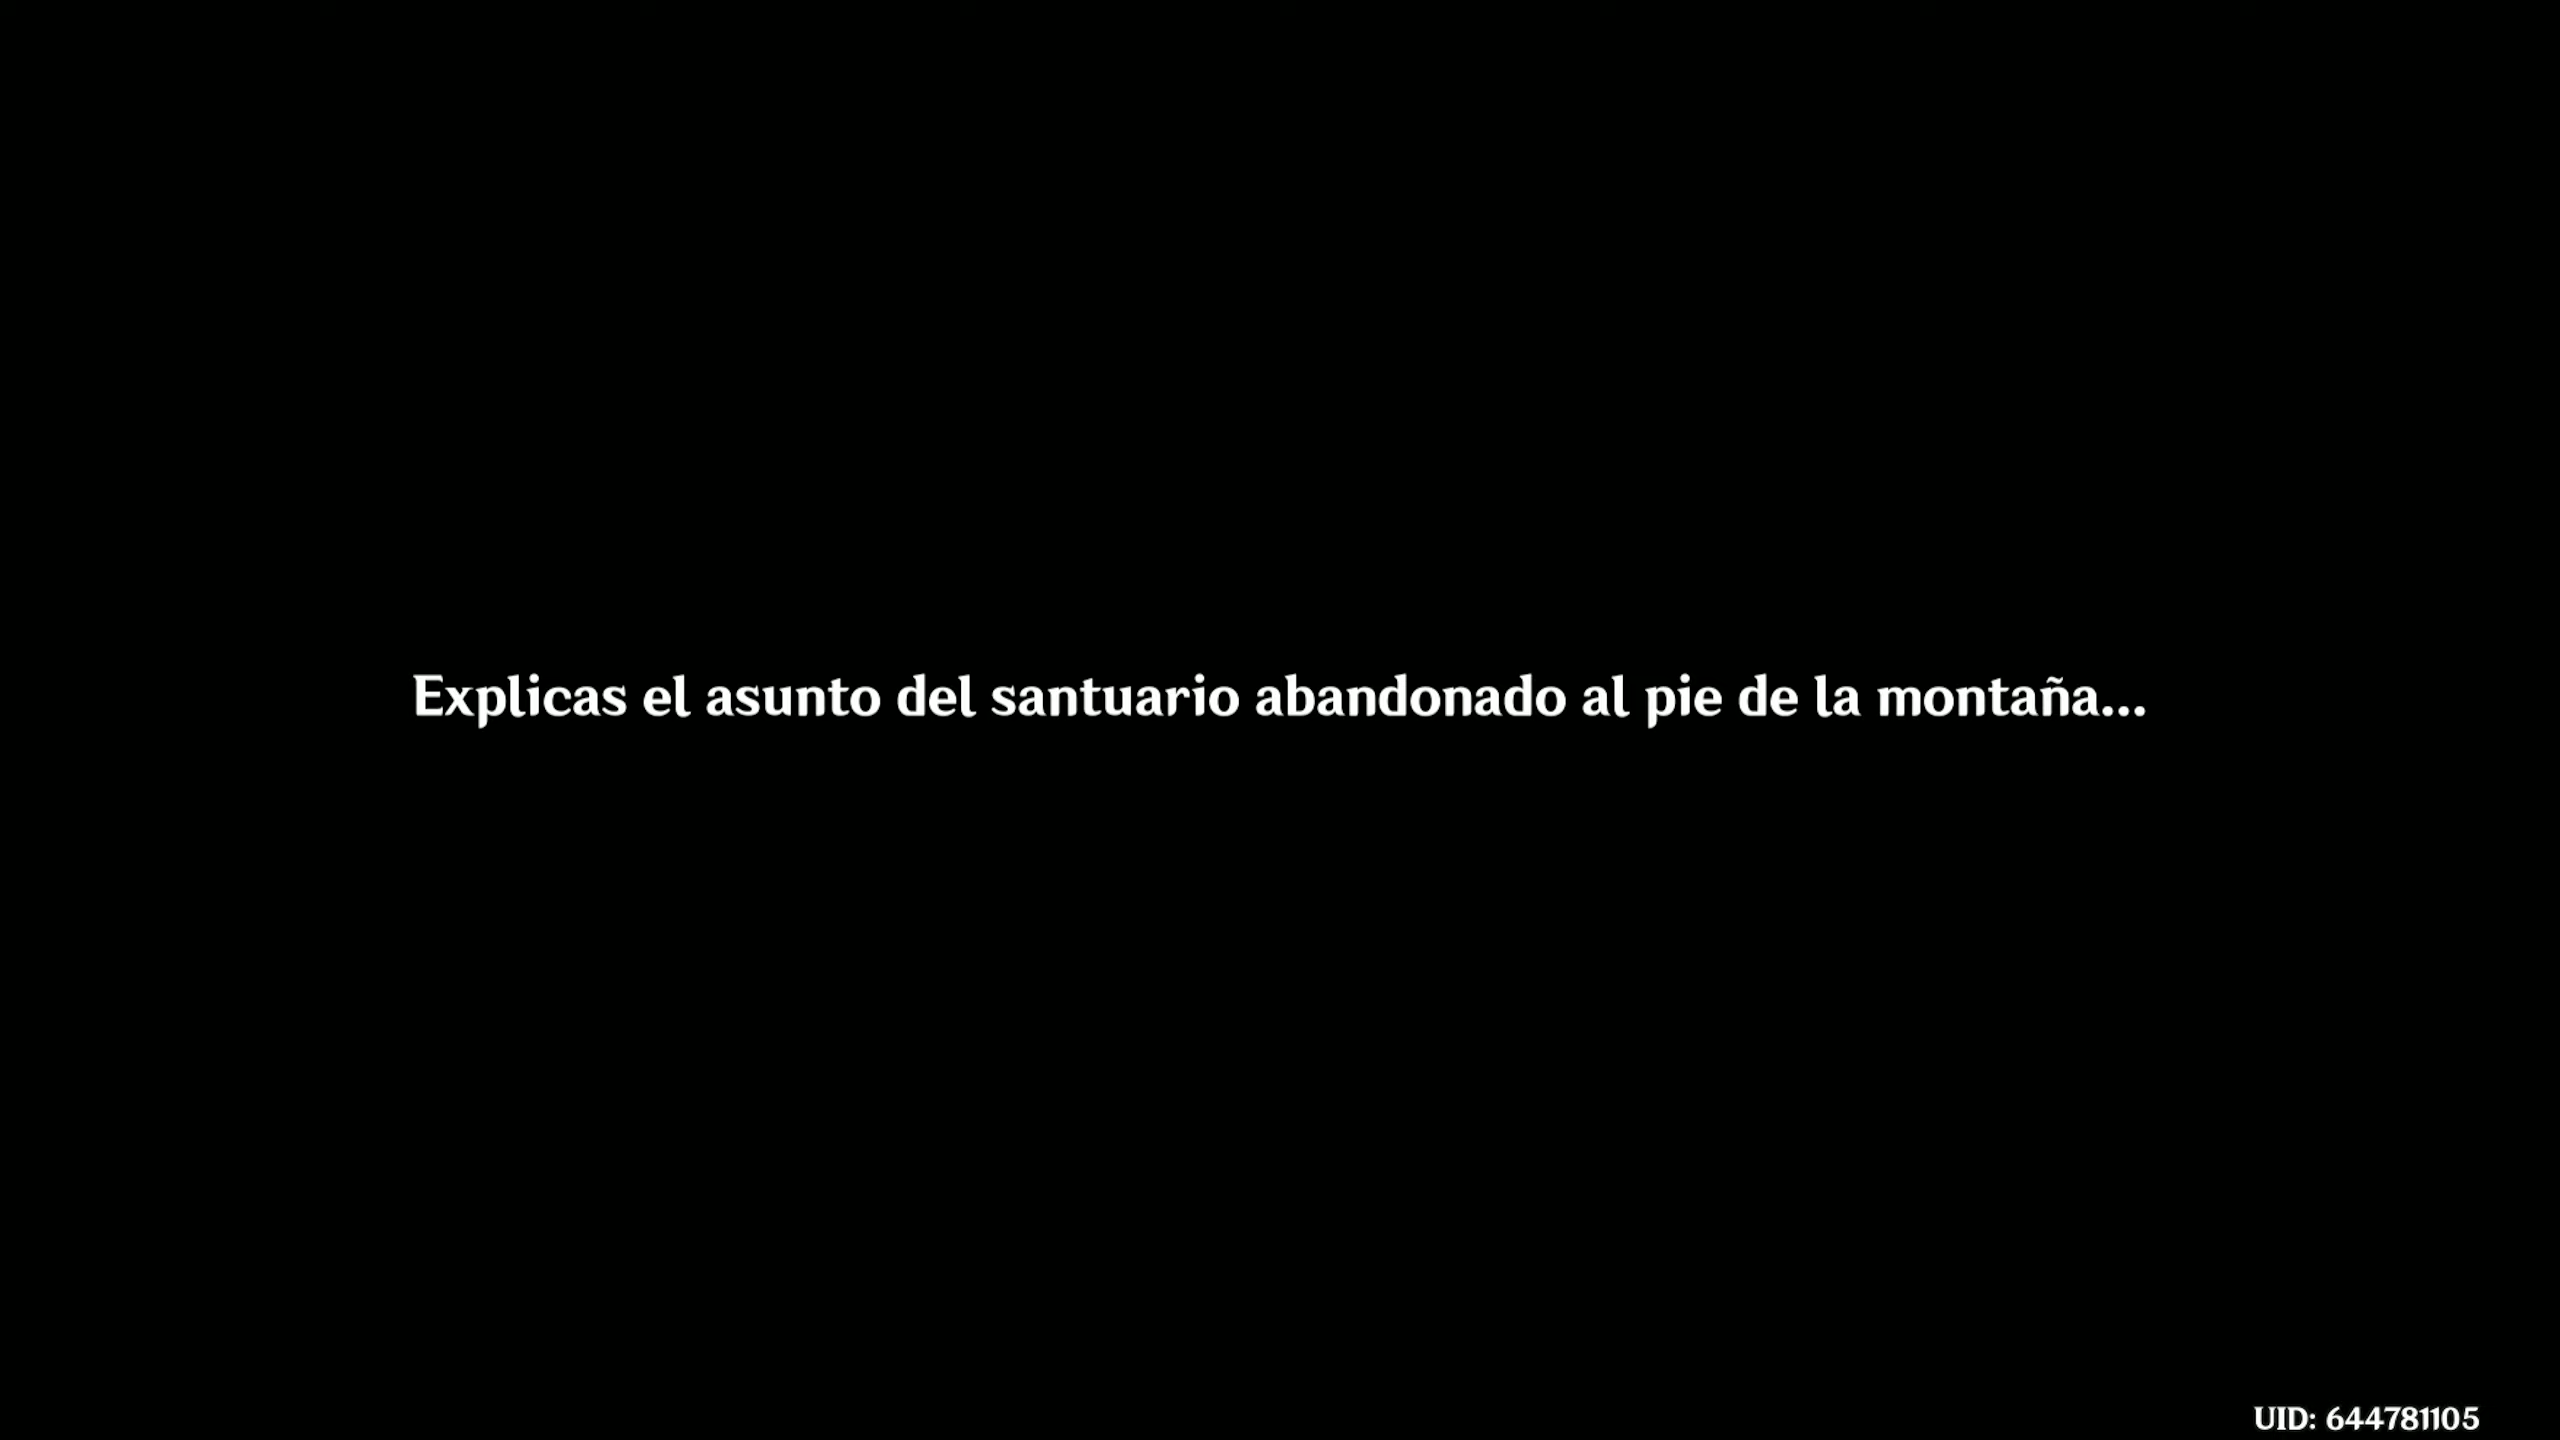 Explicas el asunto del santuario abandonado al pie de la montaña...
UID: 644781105